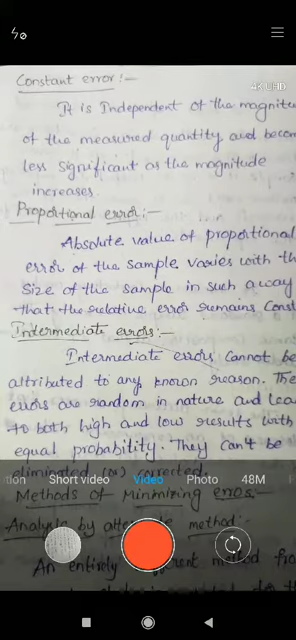 Constant error:-
4K UHD
It is Independent of the magnitu
of the measured quantity and becom
less significant as the magnitude
increases.
Proportional error:-
Absolute value of proportional
error of the sample varies with the
size of the sample in such a way
that the relative error remains Const
Intermediate errors:-
Intermediate errors cannot be
attributed to any known reason. The
errors are random in nature and lea
to both high and low results with
equal probability. They can't be
eliminated (or) corrected.
tion Short video Video Photo 48M
Methods of Minimizing erros:-
Analysis by method:-
An entirely method fro